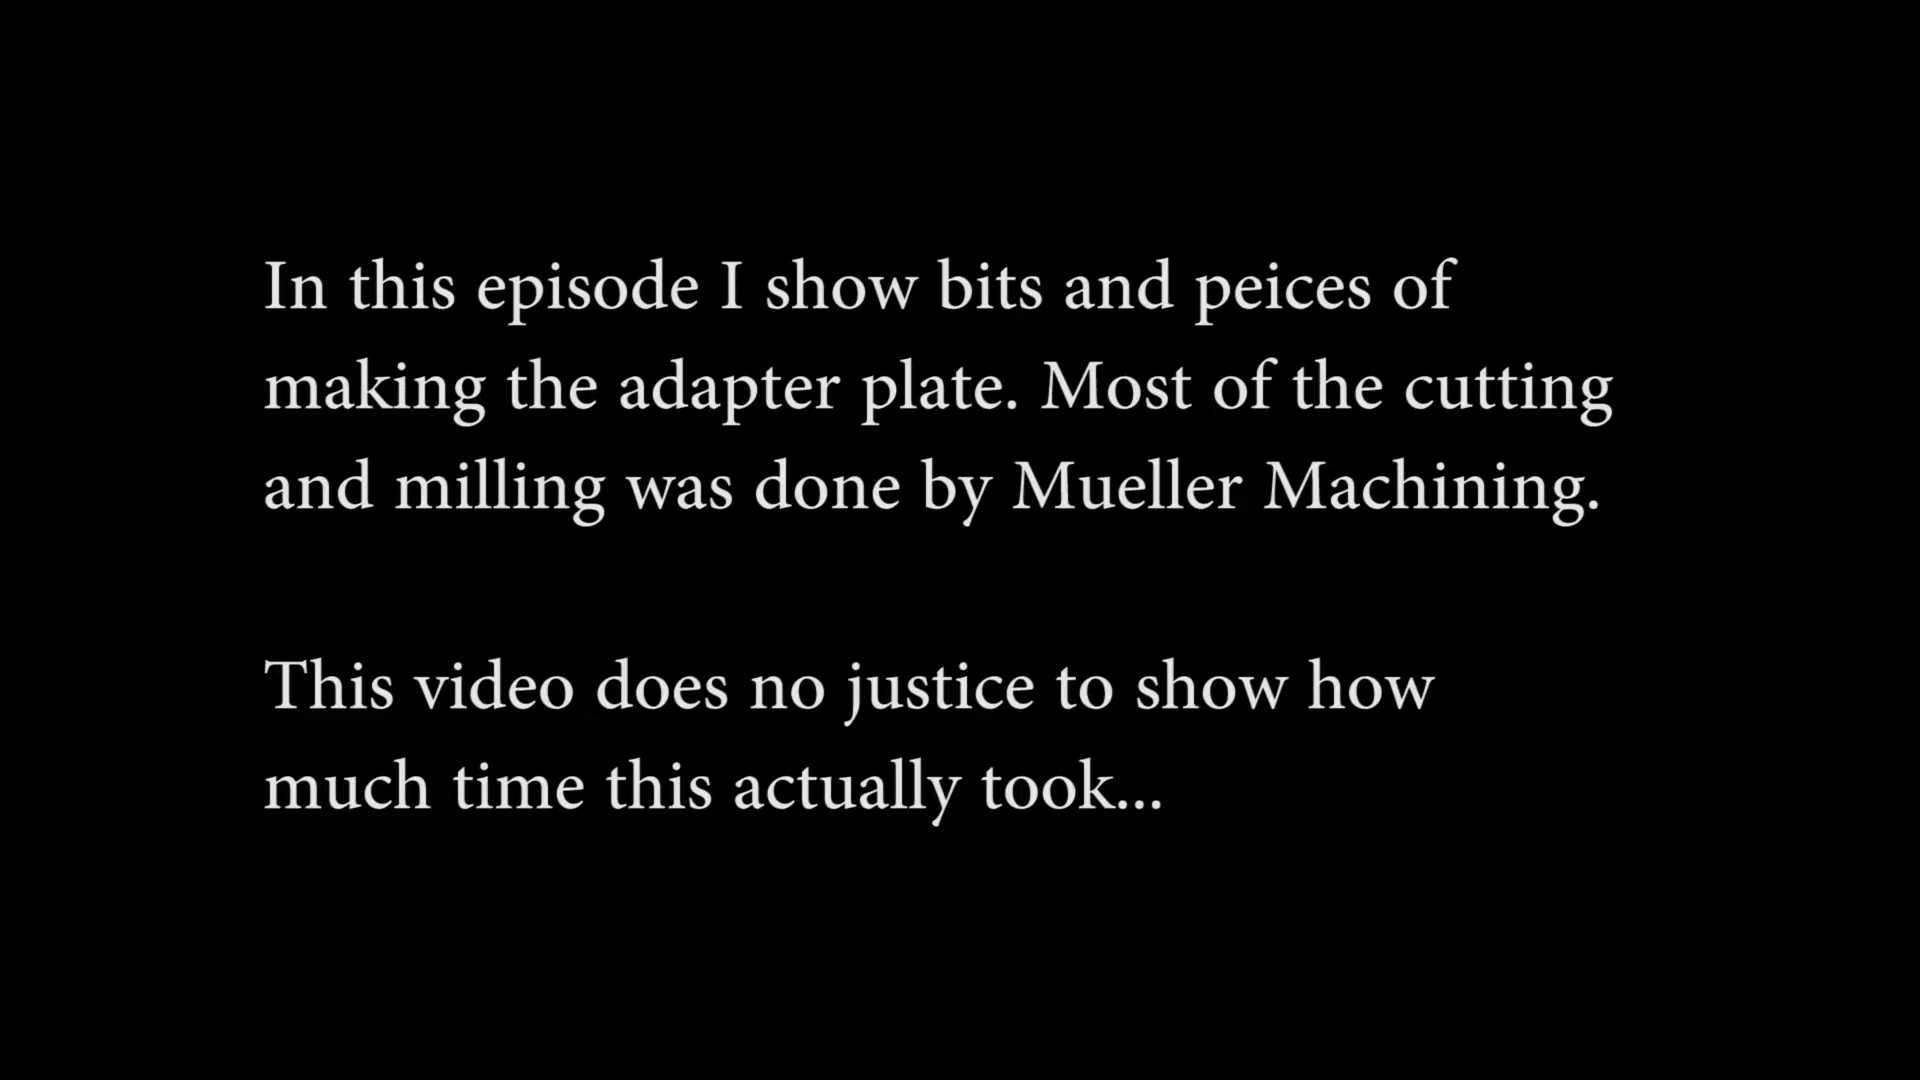 In this episode I show bits and peices of
making the adapter plate. Most of the cutting
and milling was done by Mueller Machining.
This video does no justice to show how
much time this actually took...